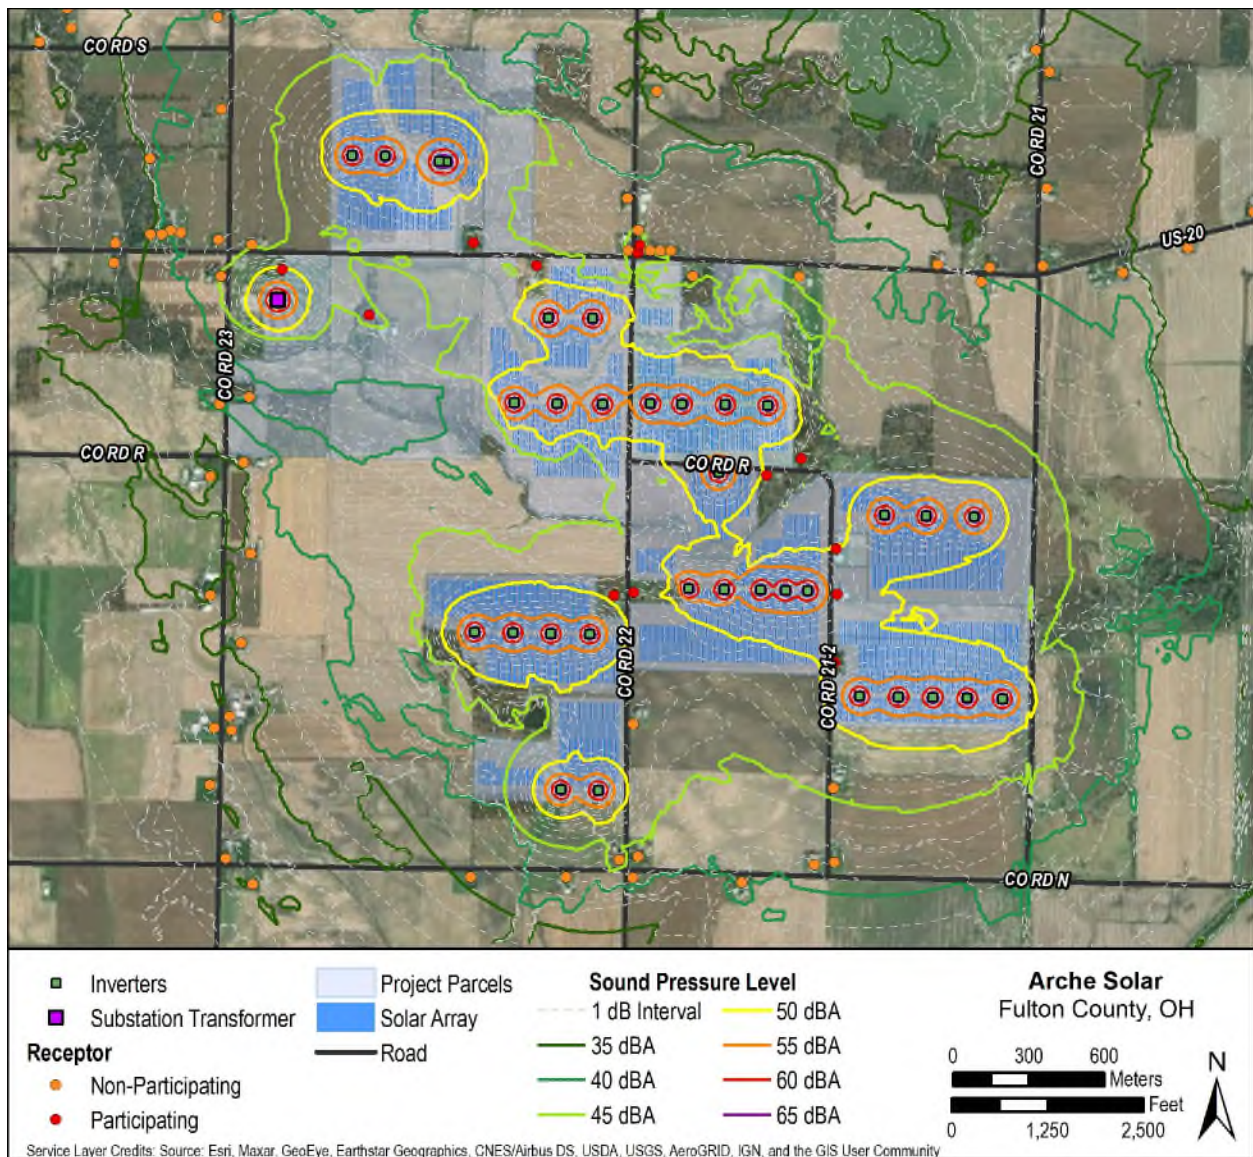 CO RD S
CO RD 21
US-20
CO RD 23
CO RD R
CO RD R
CO RD 22
CO RD 21-2
CO RD N
Inverters
Substation Transformer
Receptor
Non-Participating
Participating
Project Parcels
Solar Array
Road
Sound Pressure Level
1 dB Interval
35 dBA
40 dBA
45 dBA
50 dBA
55 dBA
60 dBA
65 dBA
Arche Solar
Fulton County, OH
0 300 600
Meters
Feet
0 1,250 2,500
N
Service Layer Credits: Source: Esri, Maxar, GeoEye, Earthstar Geographics, CNES/Airbus DS, USDA, USGS, AeroGRID, IGN, and the GIS User Community